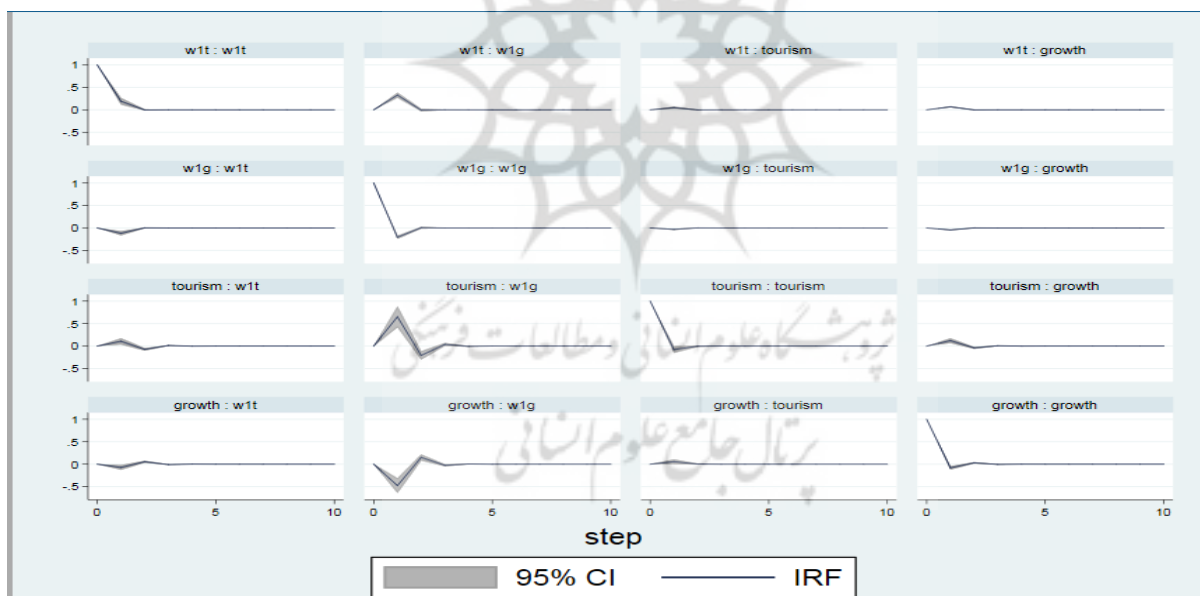 w1t : w1t w1t : w1g w1t : tourism w1t : growth
1
.5
0
-.5
w1g : w1t w1g : w1g w1g : tourism w1g : growth
1
.5
0
-.5
tourism : w1t tourism : w1g tourism : tourism tourism : growth
1
.5
0
-.5
پژوهشگاه علوم انسانی و مطالعات فرهنگی
growth : w1t growth : w1g growth : tourism growth : growth
1
.5
0
-.5
پرتال جامع علوم انسانی
0 5 10 0 5 10 0 5 10 0 5 10
step
95% CI IRF